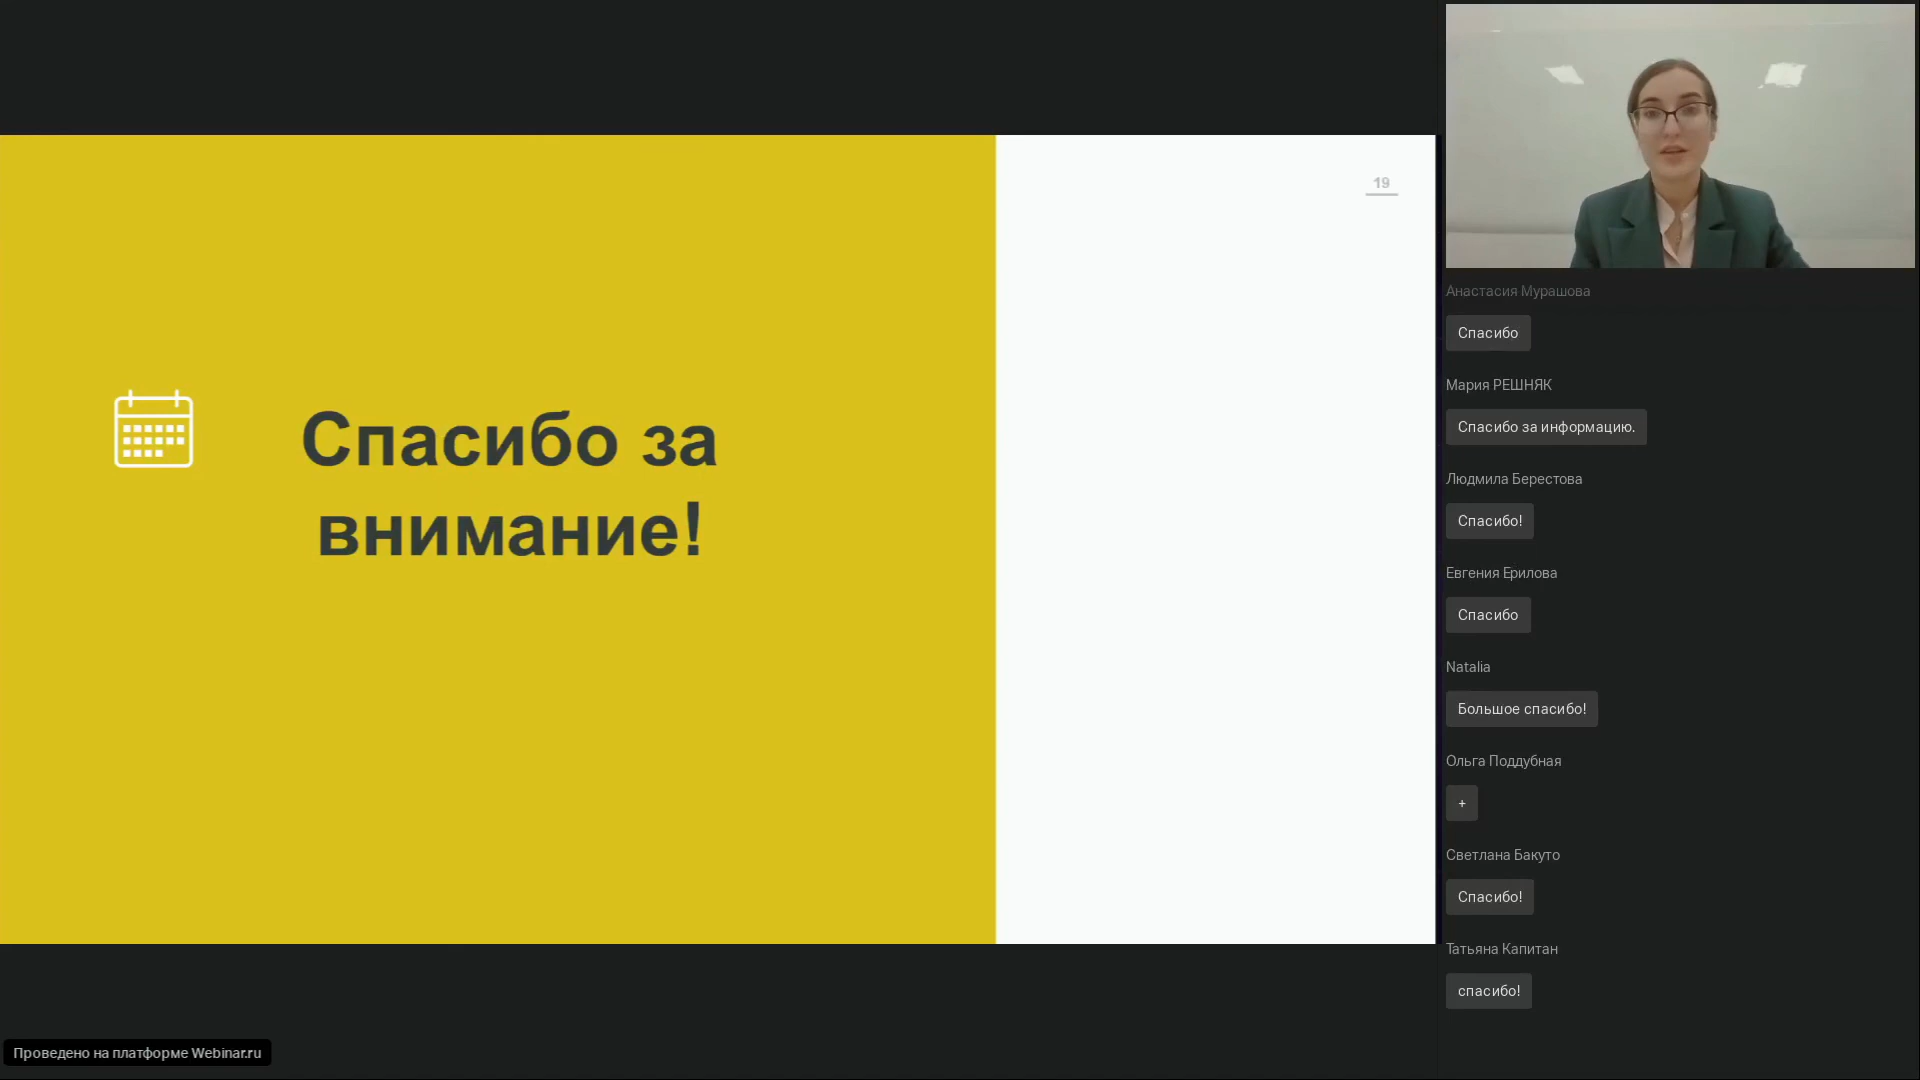 19
Спасибо за
внимание!
Анастасия Мурашова
Спасибо
Мария РЕШНЯК
Спасибо за информацию.
Людмила Берестова
Спасибо!
Евгения Ерилова
Спасибо
Natalia
Большое спасибо!
Ольга Поддубная
+
Светлана Бакуто
Спасибо!
Татьяна Капитан
спасибо!
Проведено на платформе Webinar.ru